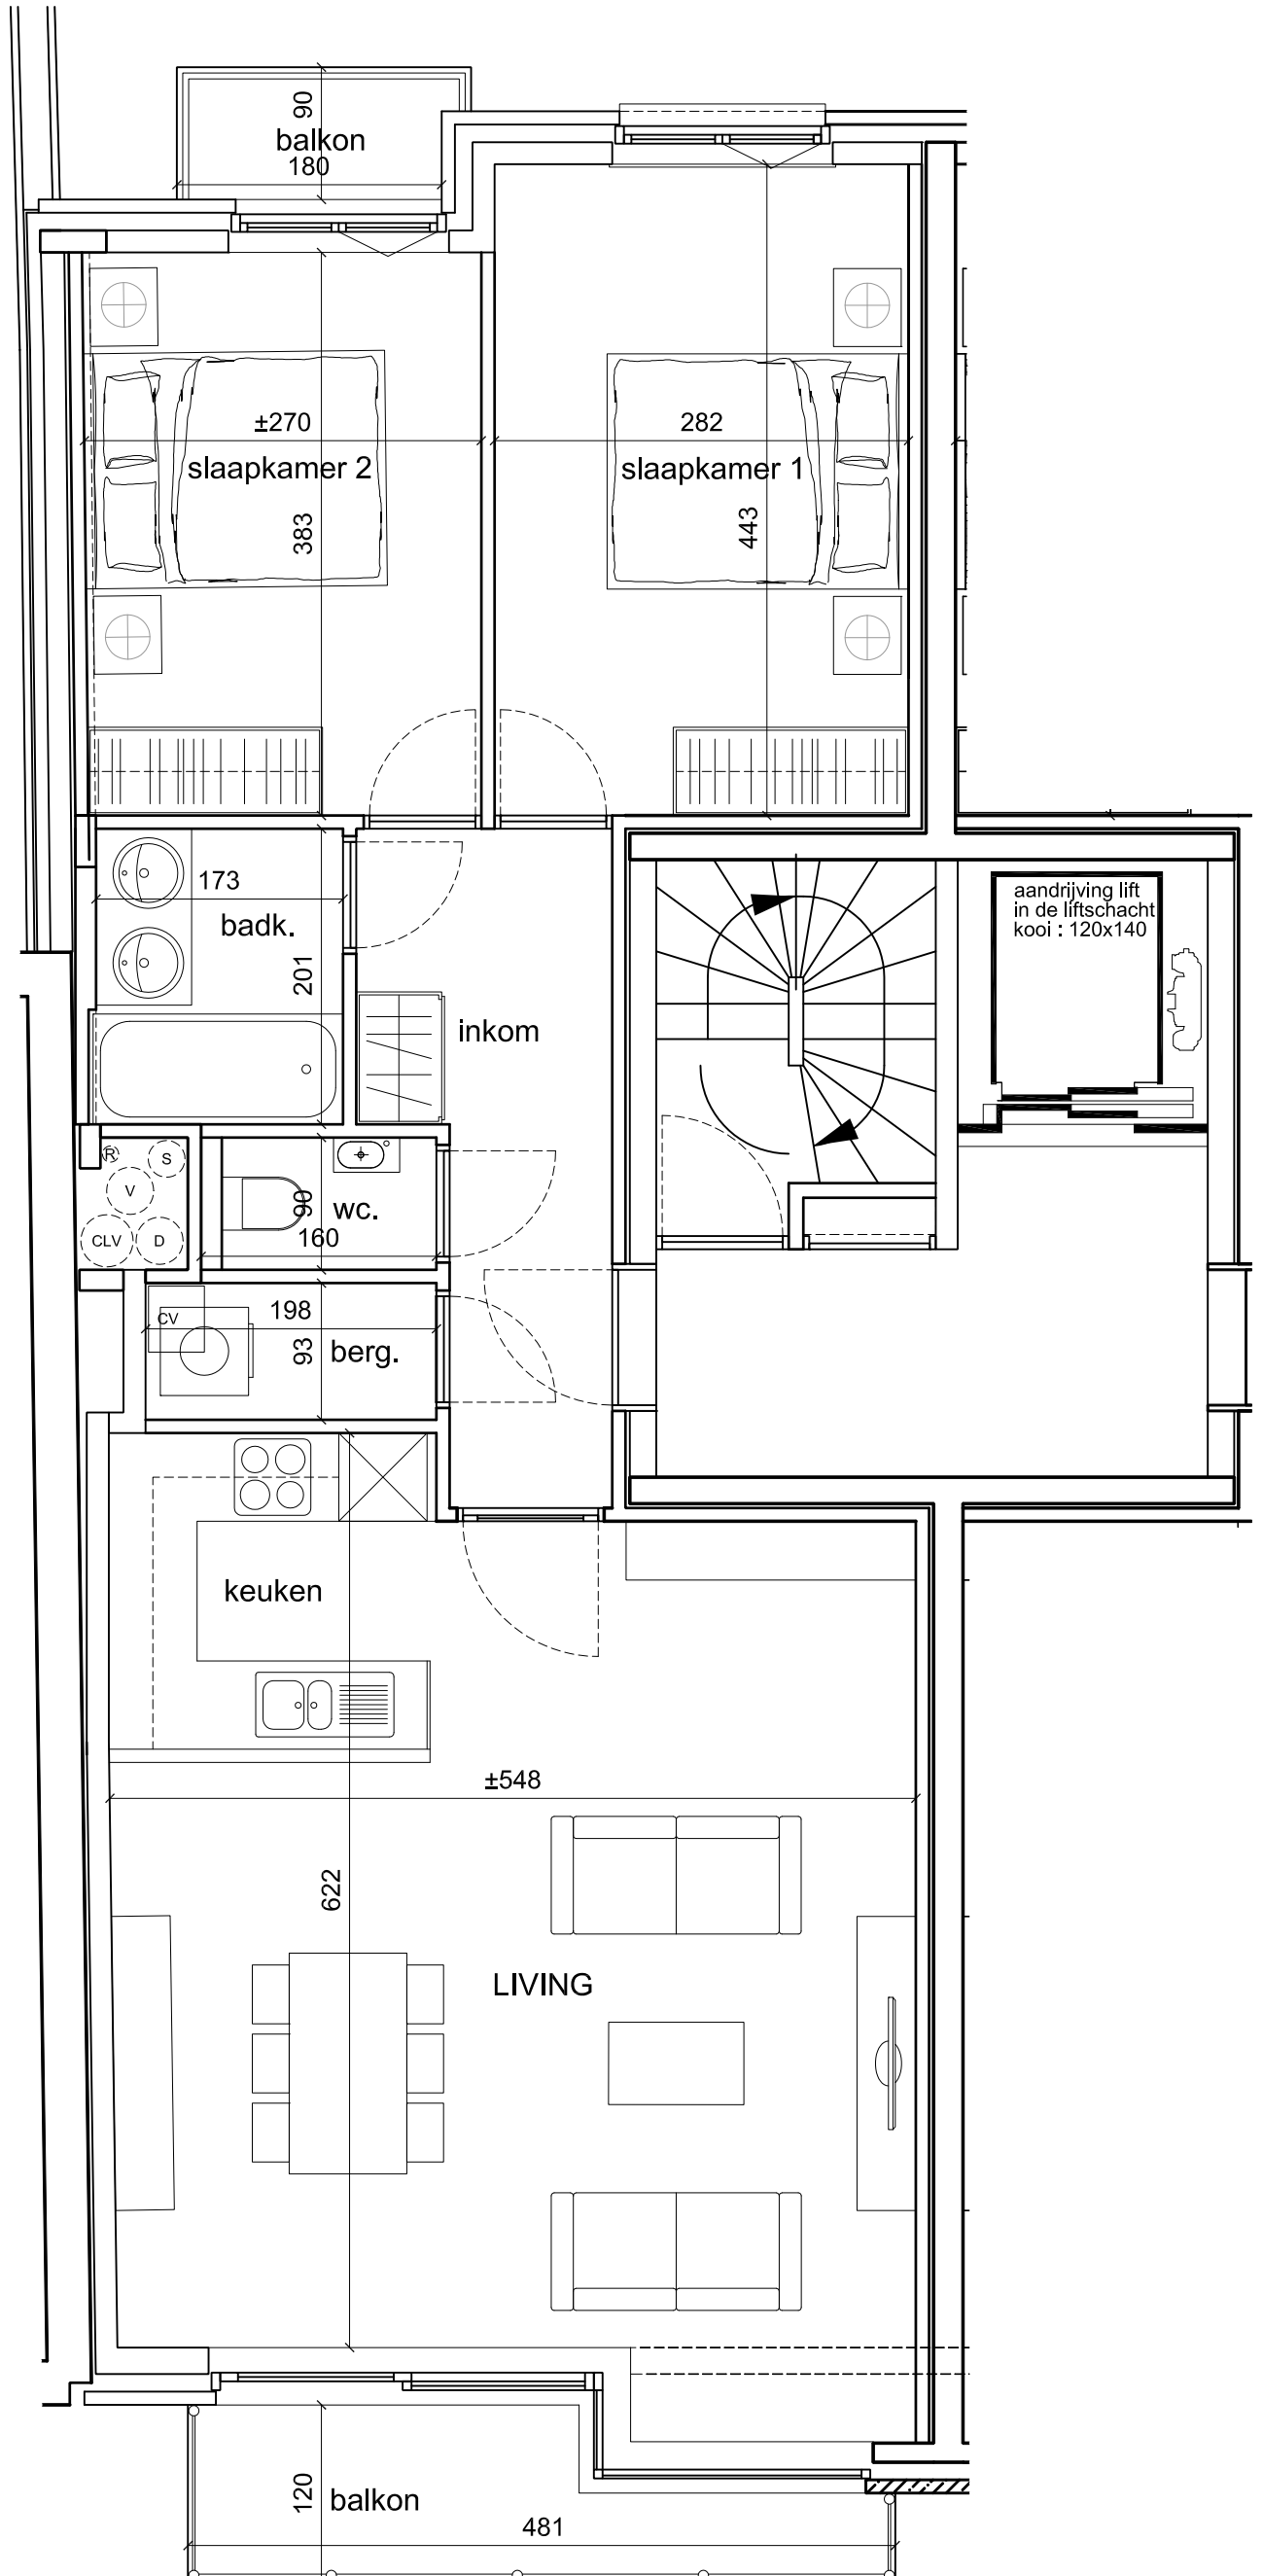 90
balkon
180
±270
282
slaapkamer 2
slaapkamer 1
383
443
173
badk.
201
inkom
aandrijving lift
in de liftschacht
kooi : 120x140
R
S
V
CLV
D
90
wc.
160
CV
198
93
berg.
keuken
±548
622
LIVING
120
balkon
481